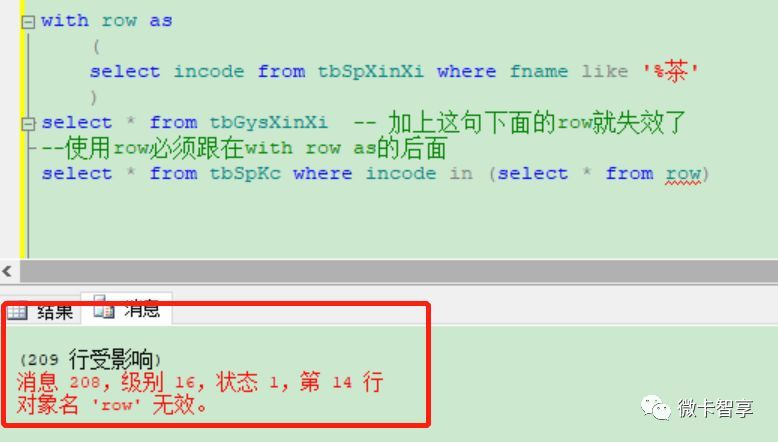 with row as
(
select incode from tbSpXinXi where fname like '%茶'
)
select * from tbGysXinXi -- 加上这句下面的row就失效了
--使用row必须跟在with row as的后面
select * from tbSpKc where incode in (select * from row)
结果 消息
(209 行受影响)
消息 208，级别 16，状态 1，第 14 行
对象名 'row' 无效。
微卡智享